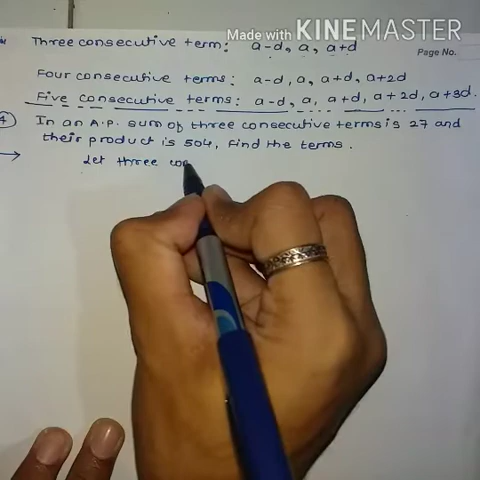 Made with KINEMASTER
Three consecutive term: a-d, a, a+d
Page No.
Four consecutive terms: a-d, a, a+d, a+2d
Five consecutive terms: a-d, a, a+d, a+2d, a+3d.
4 In an A.P. sum of three consecutive terms is 27 and
their product is 504, find the terms.
→ Let three con